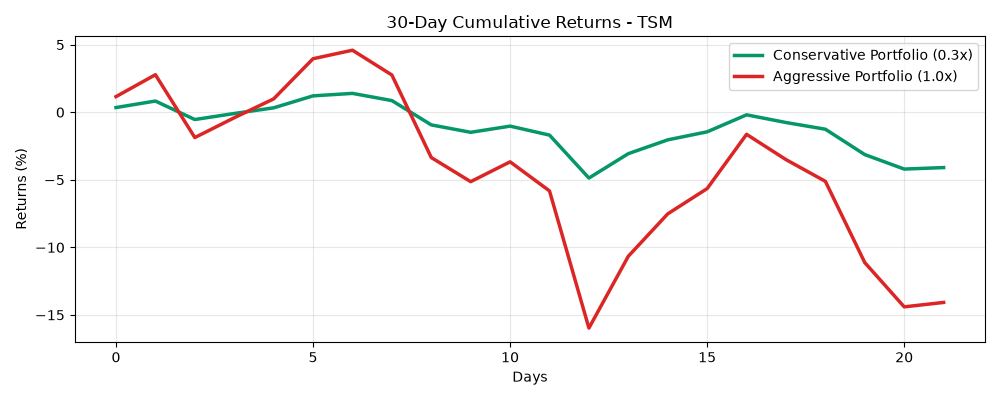 30-Day Cumulative Returns - TSM
Conservative Portfolio (0.3x)
Aggressive Portfolio (1.0x)
Returns (%)
5
0
−5
−10
−15
0 5 10 15 20
Days